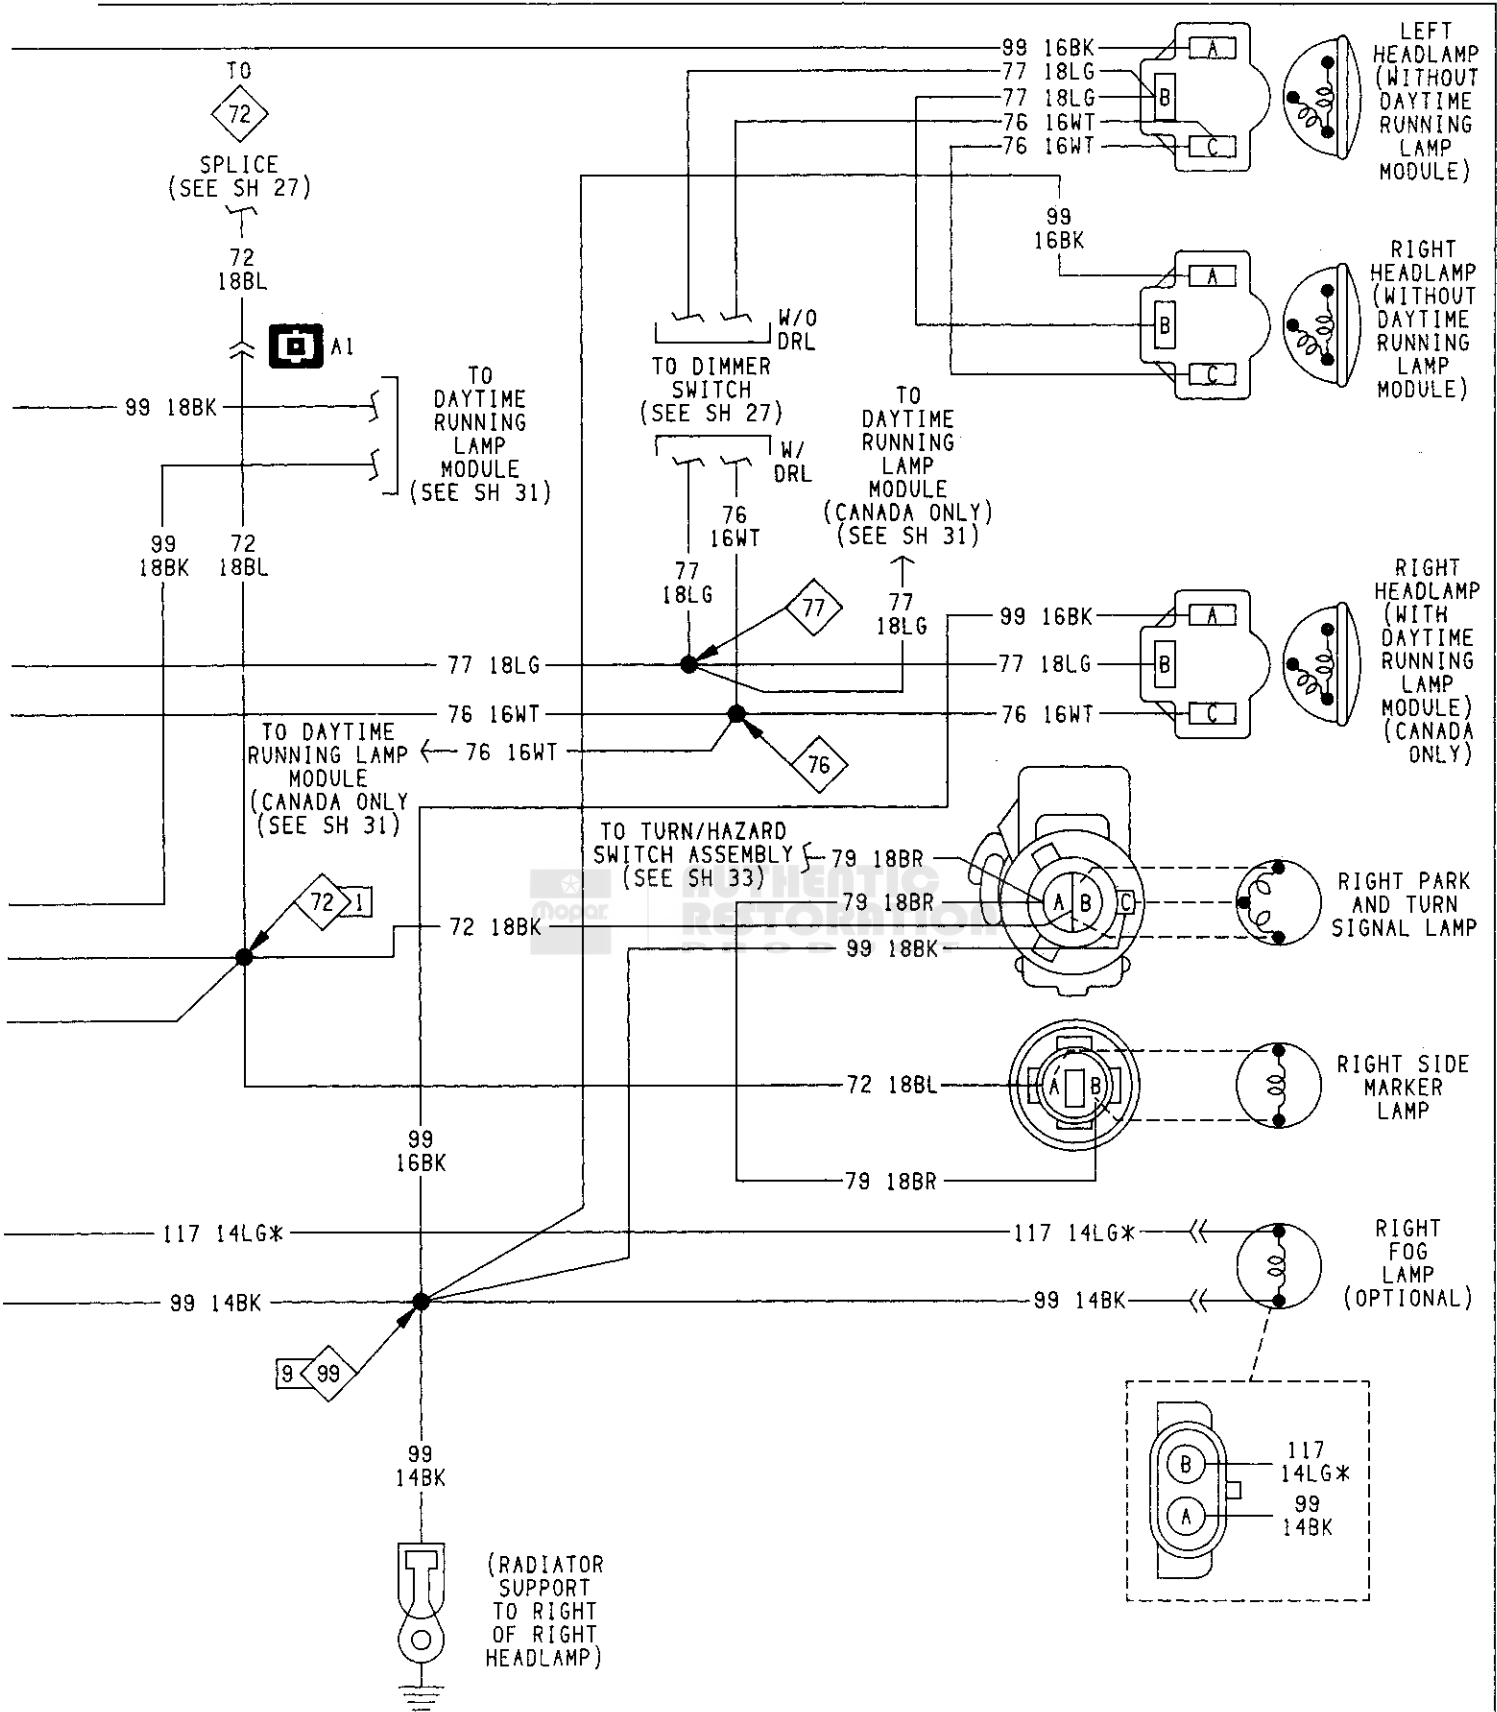 99 16BK
77 18LG
77 18LG
76 16WT
76 16WT
A
B
C
LEFT
HEADLAMP
(WITHOUT
DAYTIME
RUNNING
LAMP
MODULE)
TO
72
SPLICE
(SEE SH 27)
72
18BL
A1
99
16BK
A
B
C
RIGHT
HEADLAMP
(WITHOUT
DAYTIME
RUNNING
LAMP
MODULE)
W/O
DRL
TO DIMMER
SWITCH
(SEE SH 27)
W/
DRL
99 18BK
TO
DAYTIME
RUNNING
LAMP
MODULE
(SEE SH 31)
TO
DAYTIME
RUNNING
LAMP
MODULE
(CANADA ONLY)
(SEE SH 31)
99
18BK
72
18BL
76
16WT
77
18LG
77
77
18LG
99 16BK
77 18LG
77 18LG
76 16WT
76 16WT
A
B
C
RIGHT
HEADLAMP
(WITH
DAYTIME
RUNNING
LAMP
MODULE)
(CANADA
ONLY)
TO DAYTIME
RUNNING LAMP
MODULE
(CANADA ONLY
(SEE SH 31)
76 16WT
76
TO TURN/HAZARD
SWITCH ASSEMBLY
(SEE SH 33)
79 18BR
79 18BR
72 18BK
99 18BK
A
B
C
RIGHT PARK
AND TURN
SIGNAL LAMP
Mopar
AUTHENTIC
RESTORATION
72
1
72 18BL
A
B
RIGHT SIDE
MARKER
LAMP
99
16BK
79 18BR
117 14LG*
117 14LG*
99 14BK
99 14BK
RIGHT
FOG
LAMP
(OPTIONAL)
9
99
99
14BK
B
117
14LG*
A
99
14BK
(RADIATOR
SUPPORT
TO RIGHT
OF RIGHT
HEADLAMP)